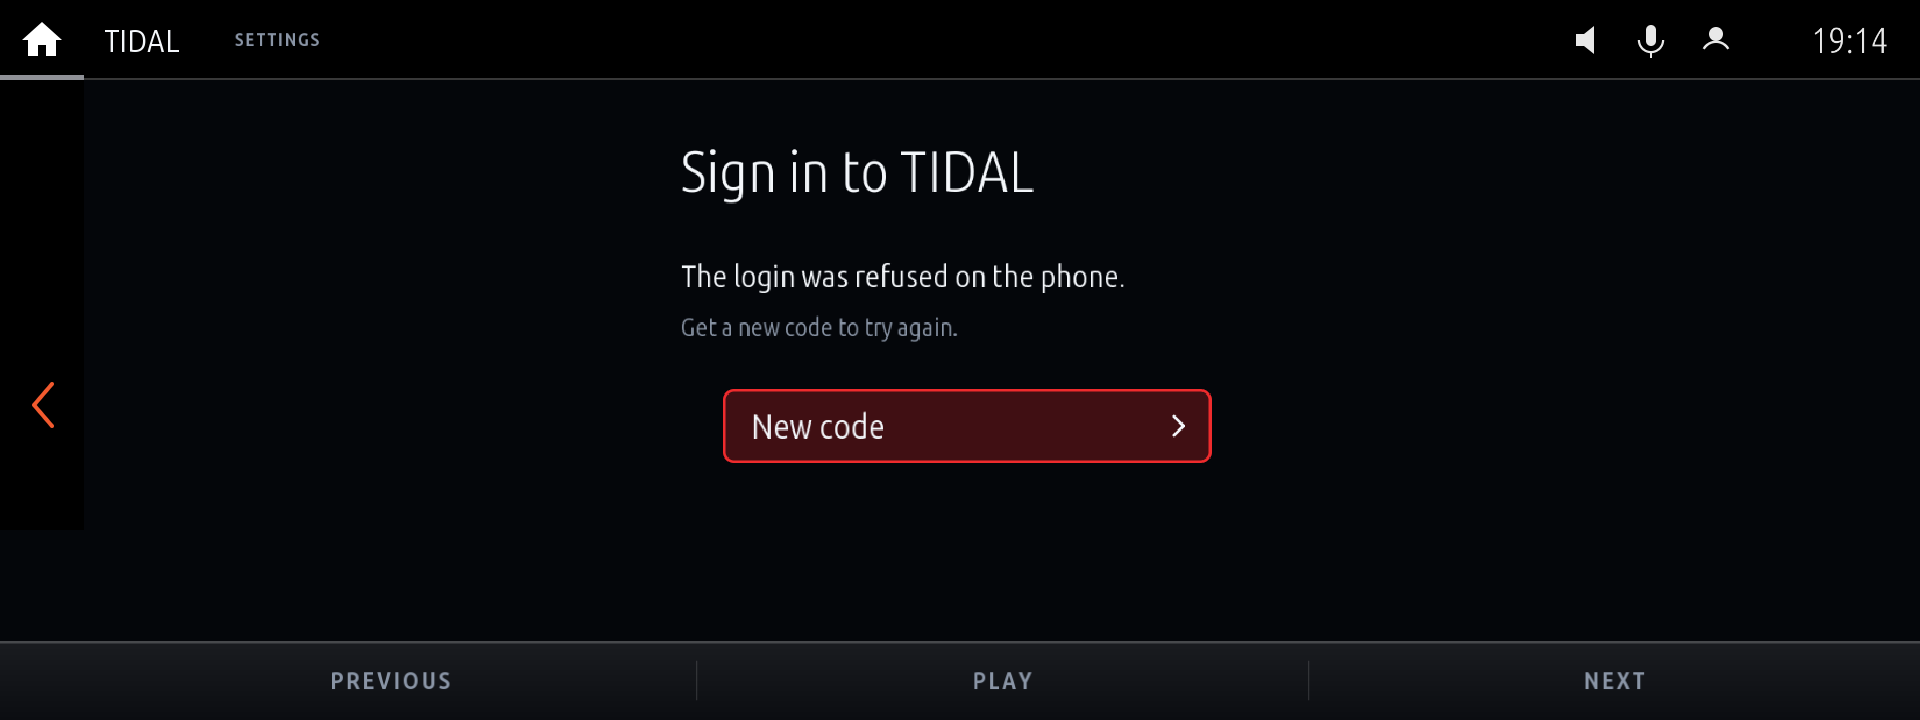 TIDAL
SETTINGS
19:14
Sign in to TIDAL
The login was refused on the phone.
Get a new code to try again.
New code
PREVIOUS
PLAY
NEXT